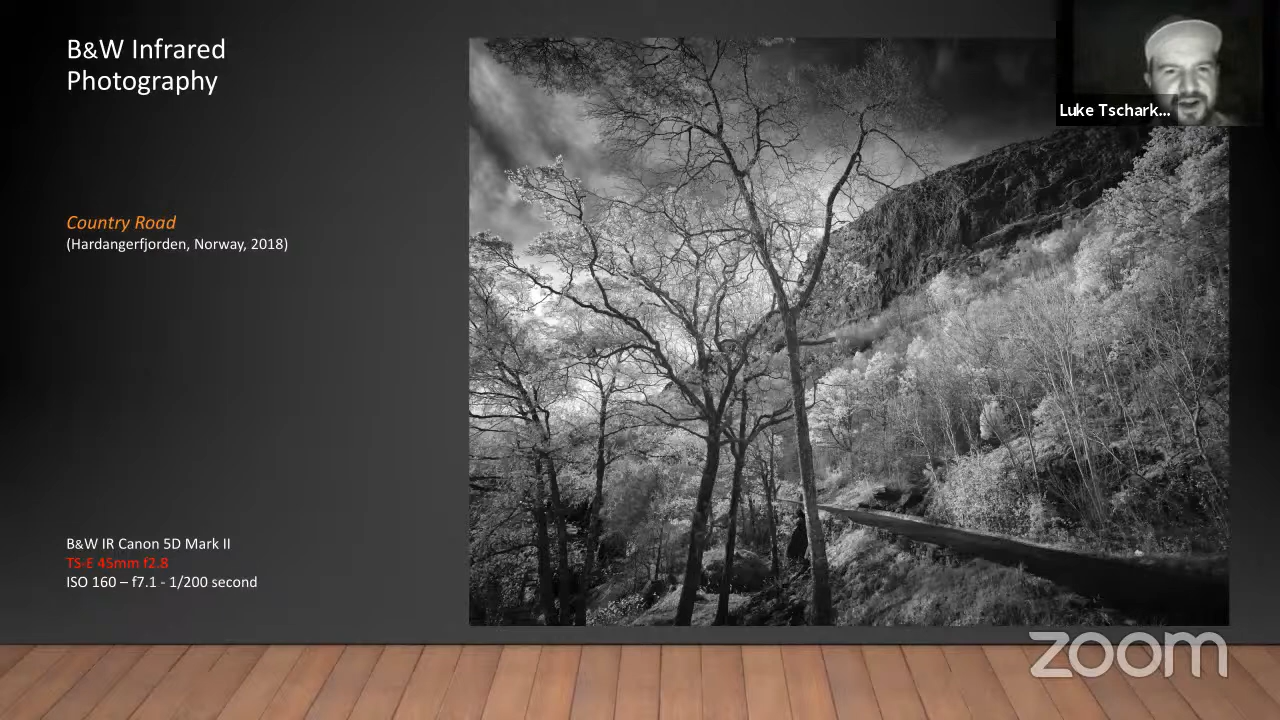 B&W Infrared
Photography
Luke Tschark...
Country Road
(Hardangerfjorden, Norway, 2018)
B&W IR Canon 5D Mark II
TS-E 45mm f2.8
ISO 160 – f7.1 - 1/200 second
zoom